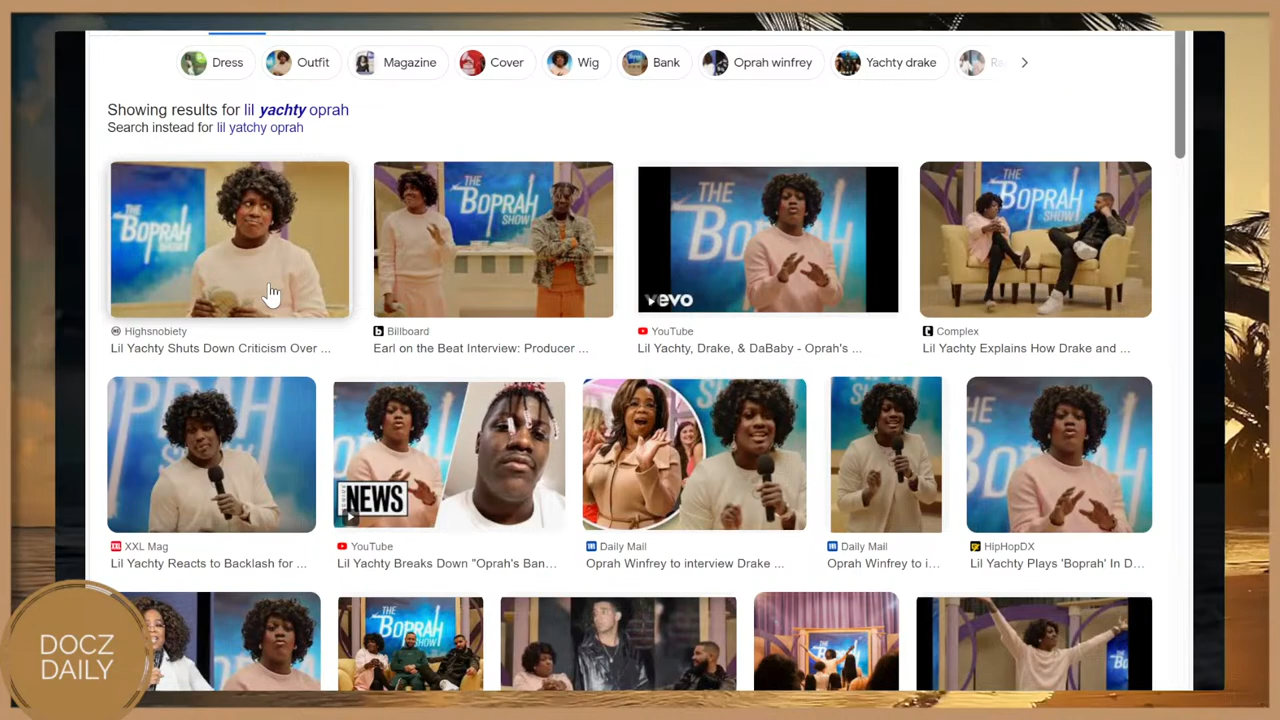 Dress
Outfit
Magazine
Cover
Wig
Bank
Oprah winfrey
Yachty drake
Showing results for lil yachty oprah
Search instead for lil yatchy oprah
THE BOPRAH SHOW
THE BOPRAH SHOW
THE
vevo
THE BOPRAH SHOW
Highsnobiety
Lil Yachty Shuts Down Criticism Over ...
Billboard
Earl on the Beat Interview: Producer ...
YouTube
Lil Yachty, Drake, & DaBaby - Oprah's ...
Complex
Lil Yachty Explains How Drake and ...
NEWS
XXL Mag
Lil Yachty Reacts to Backlash for ...
YouTube
Lil Yachty Breaks Down "Oprah's Ban...
Daily Mail
Oprah Winfrey to interview Drake ...
Daily Mail
Oprah Winfrey to i...
HipHopDX
Lil Yachty Plays 'Boprah' In D...
THE BOPRAH SHOW
DOCZ
DAILY